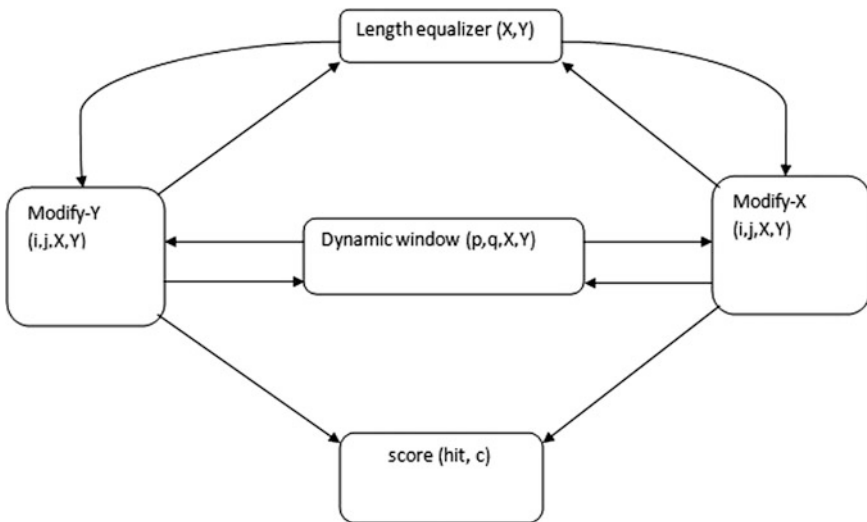 Length equalizer (X,Y)
Modify-Y
(i,j,X,Y)
Dynamic window (p,q,X,Y)
Modify-X
(i,j,X,Y)
score (hit, c)